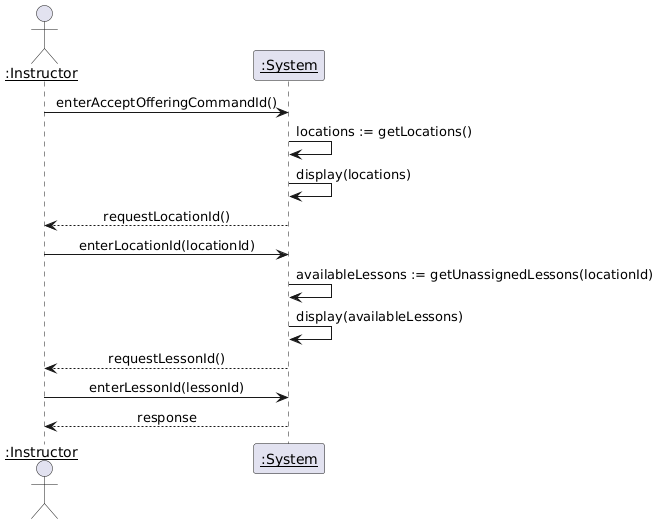 :Instructor
:System
enterAcceptOfferingCommandId()
locations := getLocations()
display(locations)
requestLocationId()
enterLocationId(locationId)
availableLessons := getUnassignedLessons(locationId)
display(availableLessons)
requestLessonId()
enterLessonId(lessonId)
response
:Instructor
:System